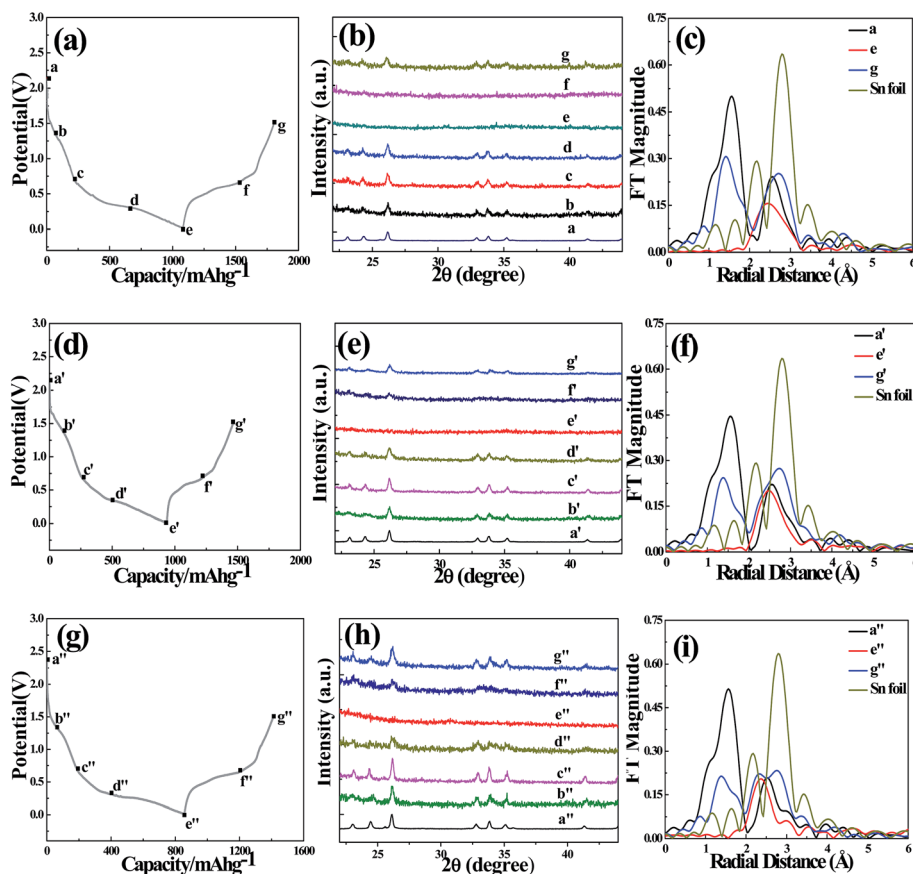 (a)
Potential(V)
3.0
2.5
2.0
1.5
1.0
0.5
0.0
a
b
c
d
e
f
g
0
500
1000
1500
2000
Capacity/mAhg-1
(b)
Intensity (a.u.)
g
f
e
d
c
b
a
25
30
35
40
2θ (degree)
(c)
FT Magnitude
0.75
0.60
0.45
0.30
0.15
0.00
a
e
g
Sn foil
0
1
2
3
4
5
6
Radial Distance (Å)
(d)
Potential(V)
3.0
2.5
2.0
1.5
1.0
0.5
0.0
a'
b'
c'
d'
e'
f'
g'
0
500
1000
1500
2000
Capacity/mAhg-1
(e)
Intensity (a.u.)
g'
f'
e'
d'
c'
b'
a'
25
30
35
40
2θ (degree)
(f)
FT Magnitude
0.75
0.60
0.45
0.30
0.15
0.00
a'
e'
g'
Sn foil
0
1
2
3
4
5
6
Radial Distance (Å)
(g)
Potential(V)
3.0
2.5
2.0
1.5
1.0
0.5
0.0
a"
b"
c"
d"
e"
f"
g"
0
400
800
1200
1600
Capacity/mAhg-1
(h)
Intensity (a.u.)
g"
f"
e"
d"
c"
b"
a"
25
30
35
40
2θ (degree)
(i)
Magnitude
0.75
0.60
0.45
0.30
0.15
0.00
a"
e"
g"
Sn foil
0
1
2
3
4
5
6
Radial Distance (Å)